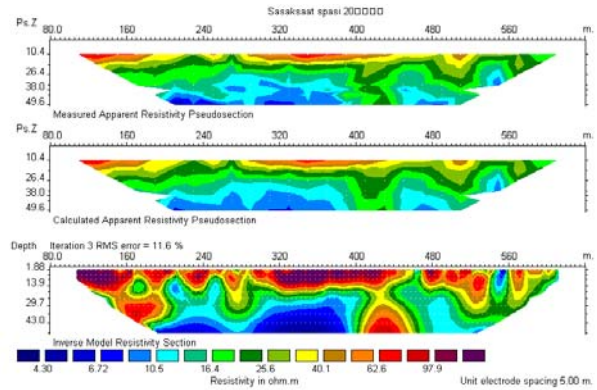 Sasaksaat spasi 20□□□□
Ps.Z 80.0 240 320 400 480 560 m.
10.4
26.4
38.0
49.6
Measured Apparent Resistivity Pseudosection
Ps.Z 80.0 240 320 400 480 560 m.
10.4
26.4
38.0
49.6
Calculated Apparent Resistivity Pseudosection
Depth Iteration 3 RMS error = 11.6 %
80.0 240 320 400 480 560 m.
1.88
13.9
29.7
43.0
Inverse Model Resistivity Section
4.30 6.72 10.5 16.4 25.6 40.1 62.6 97.9
Resistivity in ohm.m
Unit electrode spacing 5.00 m.